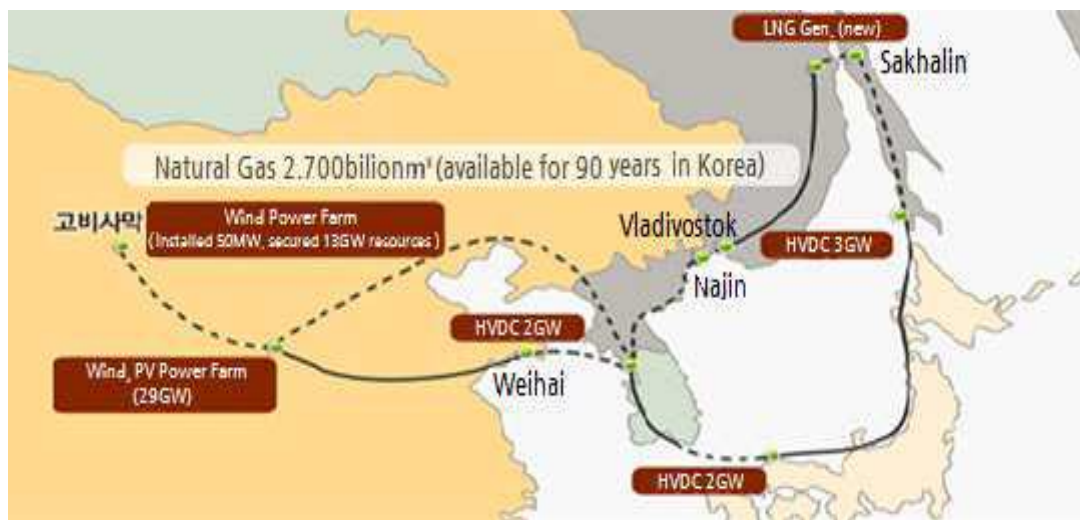 LNG Gen, (new)
Sakhalin
Natural Gas 2.700bilionm³(available for 90 years in Korea)
고비사막
Wind Power Farm
(Installed 50MW, secured 13GW resources)
Vladivostok
HVDC 3GW
Najin
HVDC 2GW
Wind, PV Power Farm
(29GW)
Weihai
HVDC 2GW